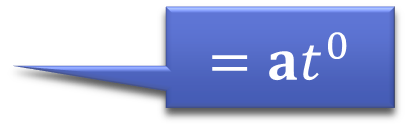 = 𝐚𝑡⁰